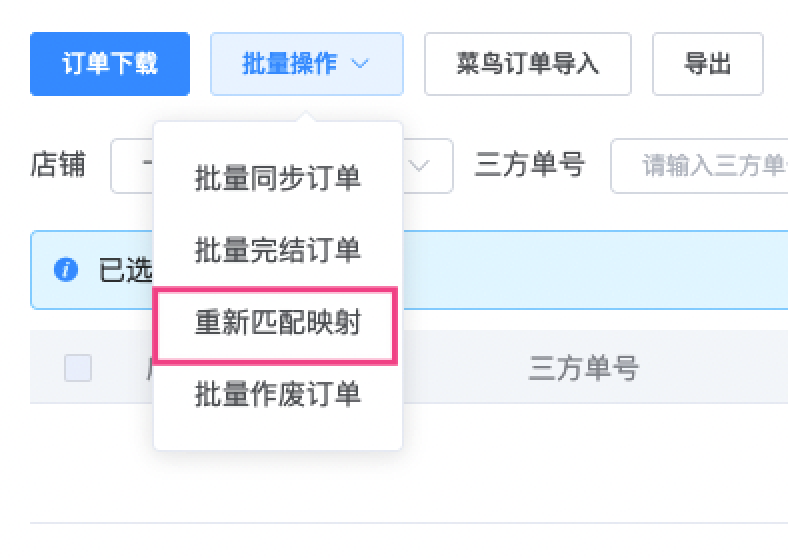 订单下载 批量操作 菜鸟订单导入 导出
店铺 三方单号 请输入三方单
批量同步订单
批量完结订单
已选
重新匹配映射
三方单号
批量作废订单